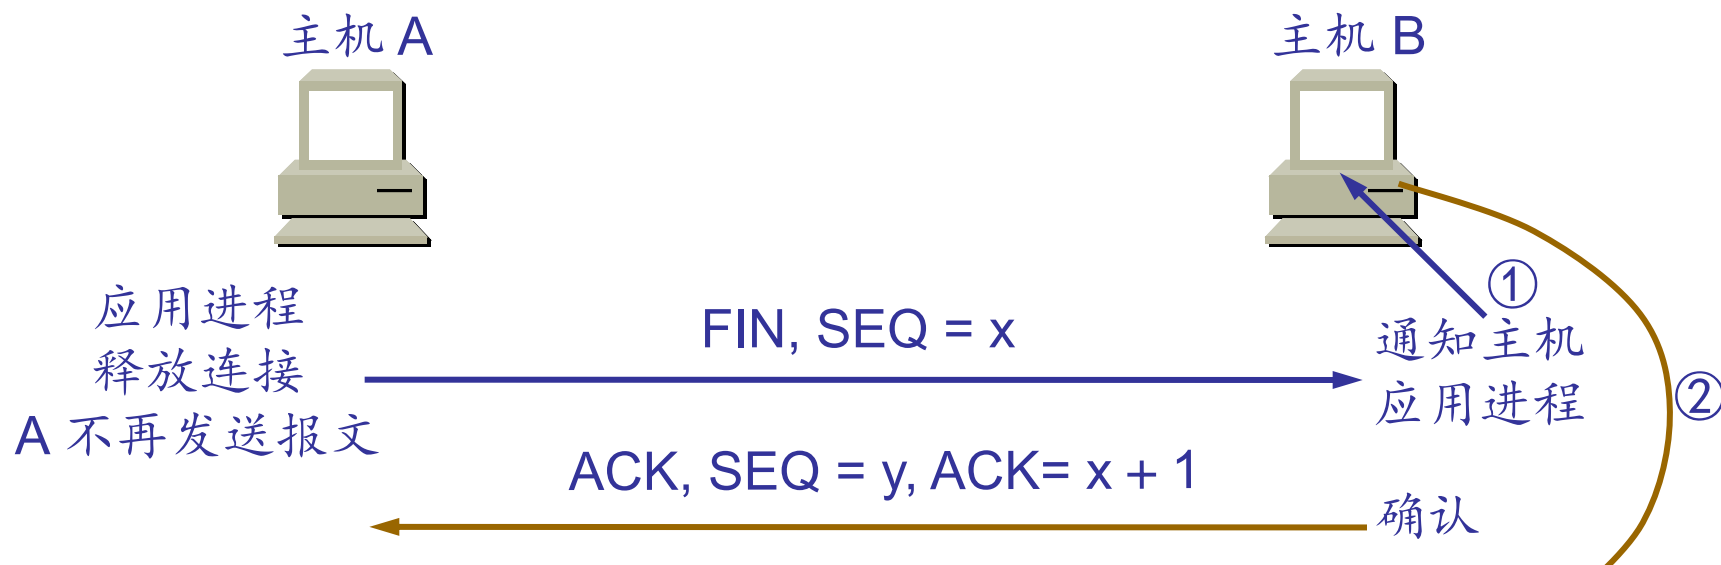 主机 A
主机 B
应用进程
释放连接
A 不再发送报文
FIN, SEQ = x
①
通知主机
应用进程
②
ACK, SEQ = y, ACK= x + 1
确认